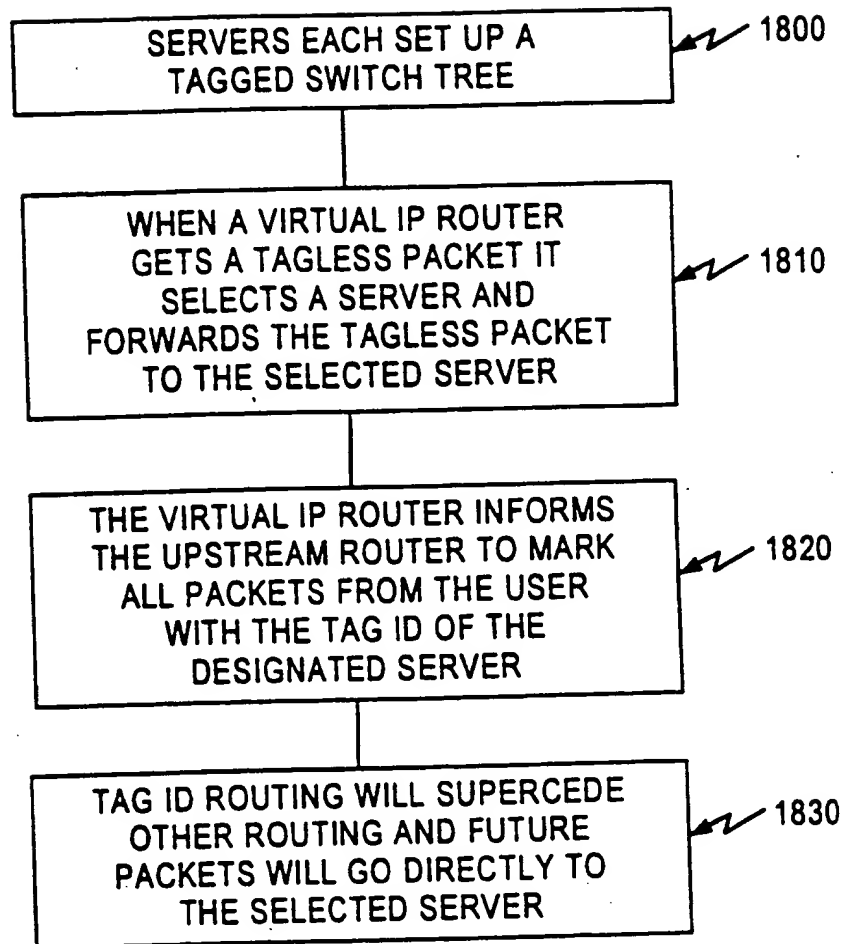 SERVERS EACH SET UP A
TAGGED SWITCH TREE
1800
WHEN A VIRTUAL IP ROUTER
GETS A TAGLESS PACKET IT
SELECTS A SERVER AND
FORWARDS THE TAGLESS PACKET
TO THE SELECTED SERVER
1810
THE VIRTUAL IP ROUTER INFORMS
THE UPSTREAM ROUTER TO MARK
ALL PACKETS FROM THE USER
WITH THE TAG ID OF THE
DESIGNATED SERVER
1820
TAG ID ROUTING WILL SUPERCEDE
OTHER ROUTING AND FUTURE
PACKETS WILL GO DIRECTLY TO
THE SELECTED SERVER
1830